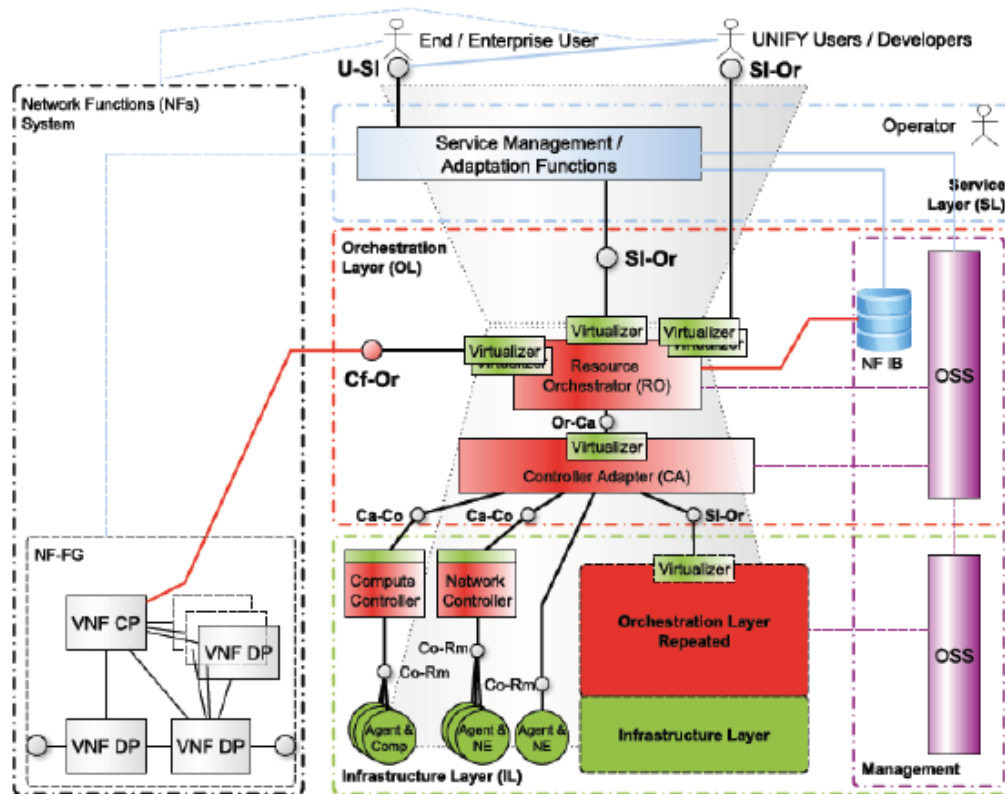 End / Enterprise User
UNIFY Users / Developers
U-Sl
Sl-Or
Network Functions (NFs)
System
Operator
Service Management /
Adaptation Functions
Service
Layer (SL)
Orchestration
Layer (OL)
Sl-Or
Virtualizer
Virtualizer
Virtualizer
Virtualizer
Virtualizer
Cf-Or
Resource
Orchestrator (RO)
NF IB
OSS
Or-Ca
Virtualizer
Controller Adapter (CA)
Ca-Co
Ca-Co
Sl-Or
NF-FG
Compute
Controller
Network
Controller
Virtualizer
VNF CP
VNF DP
Orchestration Layer
Repeated
OSS
Co-Rm
Co-Rm
Co-Rm
VNF DP
VNF DP
Agent &
Comp
Agent &
NE
Agent &
NE
Infrastructure Layer
Infrastructure Layer (IL)
Management